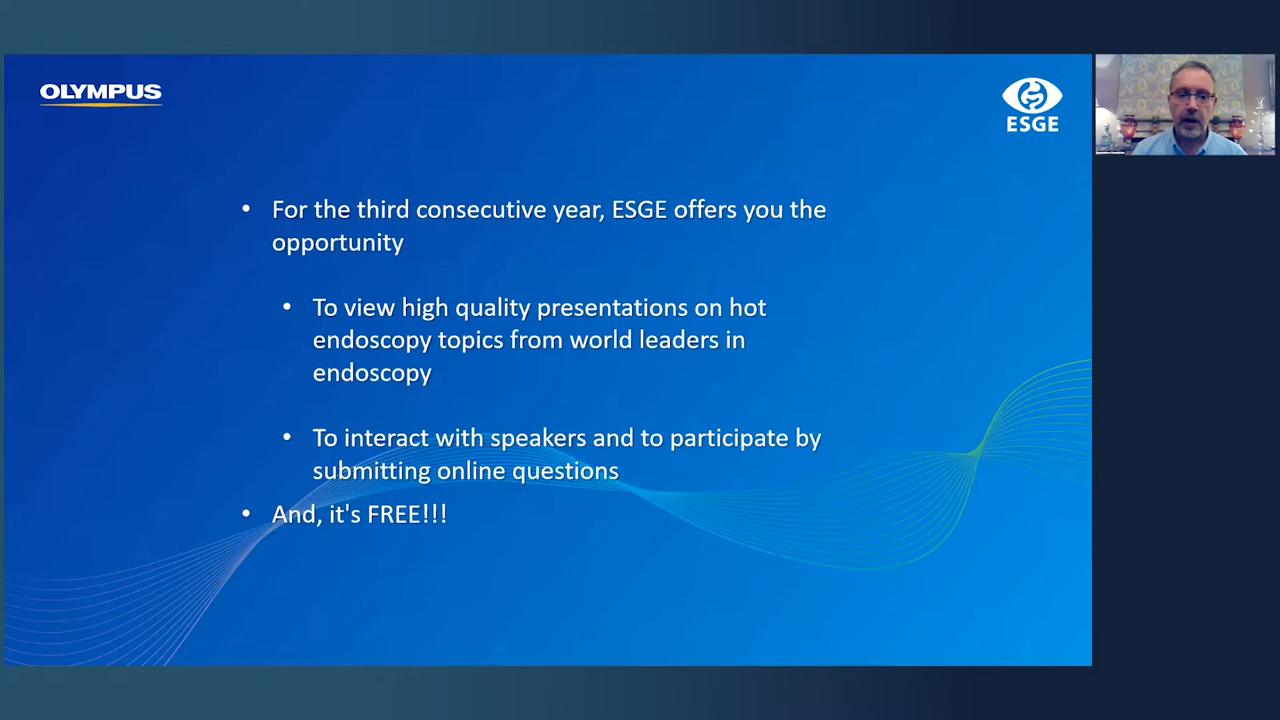 OLYMPUS
ESGE
• For the third consecutive year, ESGE offers you the
opportunity
• To view high quality presentations on hot
endoscopy topics from world leaders in
endoscopy
• To interact with speakers and to participate by
submitting online questions
• And, it's FREE!!!